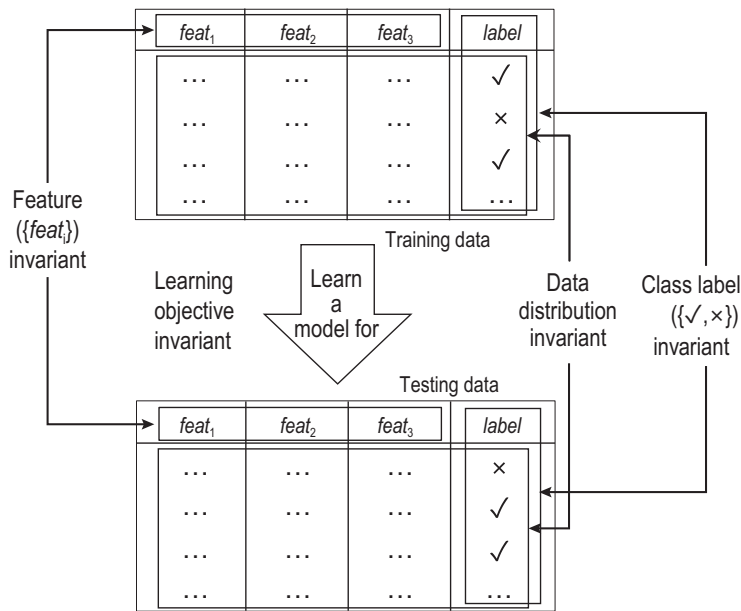 feat₁ feat₂ feat₃ label
... ... ... ✓
... ... ... ×
... ... ... ✓
... ... ... ...
Training data
Feature
({featᵢ})
invariant
Learning
objective
invariant
Learn
a
model for
Data
distribution
invariant
Class label
({✓,×})
invariant
Testing data
feat₁ feat₂ feat₃ label
... ... ... ×
... ... ... ✓
... ... ... ✓
... ... ... ...